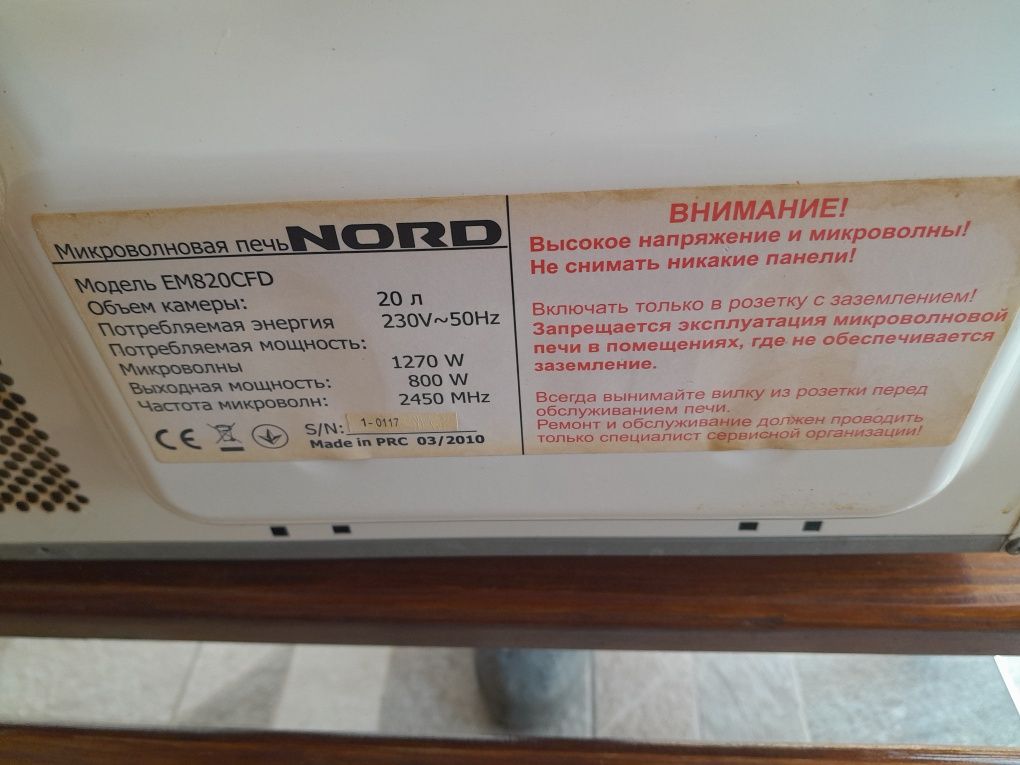 Микроволновая печь NORD
Модель EM820CFD
Объем камеры: 20 л
Потребляемая энергия 230V~50Hz
Потребляемая мощность:
Микроволны 1270 W
Выходная мощность: 800 W
Частота микроволн: 2450 MHz
CE S/N: 1-0117
Made in PRC 03/2010
ВНИМАНИЕ!
Высокое напряжение и микроволны!
Не снимать никакие панели!
Включать только в розетку с заземлением!
Запрещается эксплуатация микроволновой
печи в помещениях, где не обеспечивается
заземление.
Всегда вынимайте вилку из розетки перед
обслуживанием печи.
Ремонт и обслуживание должен проводить
только специалист сервисной организации!